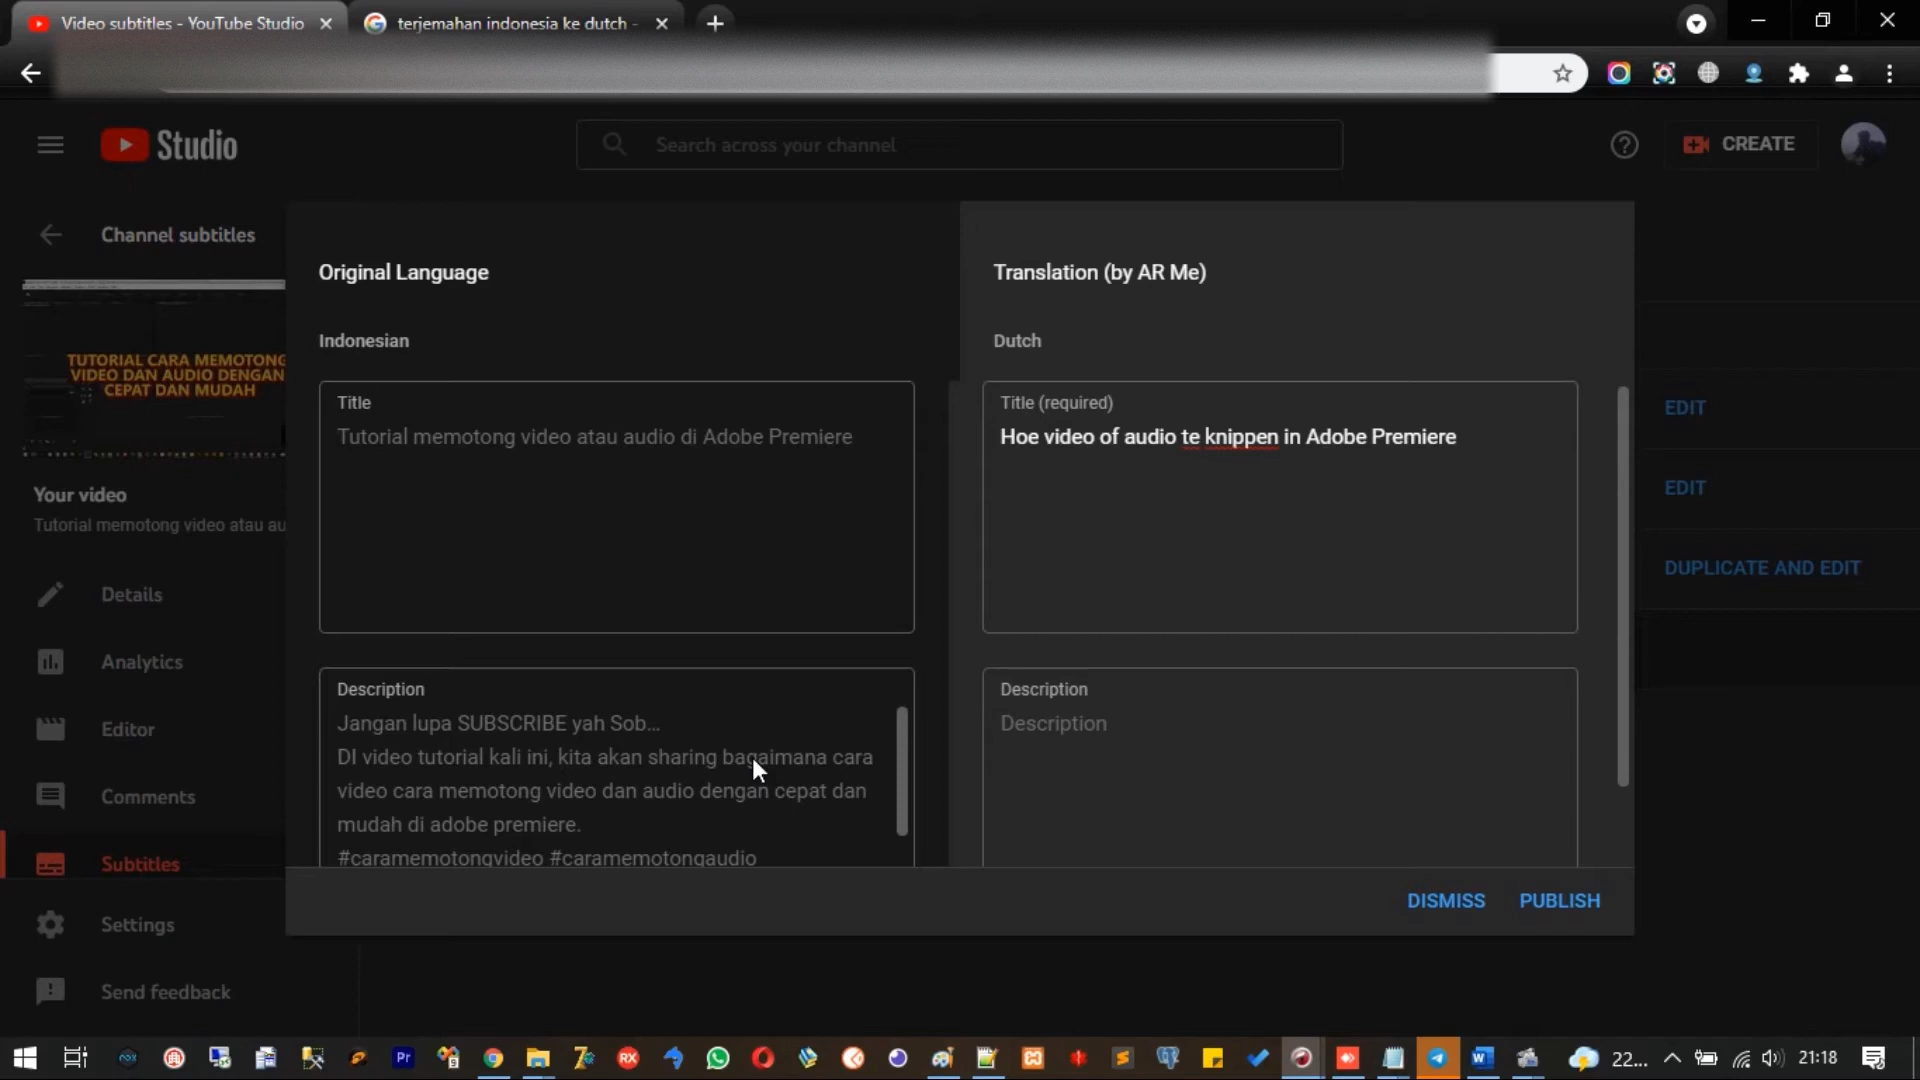 Video subtitles - YouTube Studio
terjemahan indonesia ke dutch -
Studio
Search across your channel
CREATE
Channel subtitles
TUTORIAL CARA MEMOTONG
VIDEO DAN AUDIO DENGAN
CEPAT DAN MUDAH
Your video
Tutorial memotong video atau au
Details
Analytics
Editor
Comments
Subtitles
Settings
Send feedback
Original Language
Indonesian
Title
Tutorial memotong video atau audio di Adobe Premiere
Description
Jangan lupa SUBSCRIBE yah Sob...
DI video tutorial kali ini, kita akan sharing bagaimana cara
video cara memotong video dan audio dengan cepat dan
mudah di adobe premiere.
#caramemotongvideo #caramemotongaudio
Translation (by AR Me)
Dutch
Title (required)
Hoe video of audio te knippen in Adobe Premiere
Description
Description
DISMISS
PUBLISH
EDIT
EDIT
DUPLICATE AND EDIT
Pr
RX
22...
21:18